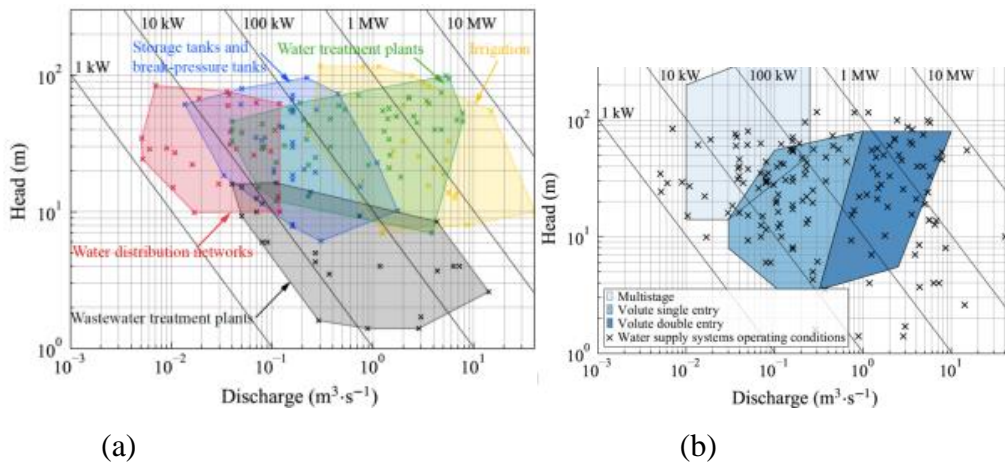 10 kW
100 kW
1 MW
10 MW
1 kW
Storage tanks and
break-pressure tanks
Water treatment plants
Irrigation
Water distribution networks
Wastewater treatment plants
Head (m)
10²
10¹
10⁰
10⁻³
10⁻²
10⁻¹
10⁰
10¹
Discharge (m³·s⁻¹)
(a)
10 kW
100 kW
1 MW
10 MW
1 kW
Head (m)
10²
10¹
10⁰
Multistage
Volute single entry
Volute double entry
Water supply systems operating conditions
10⁻³
10⁻²
10⁻¹
10⁰
10¹
Discharge (m³·s⁻¹)
(b)